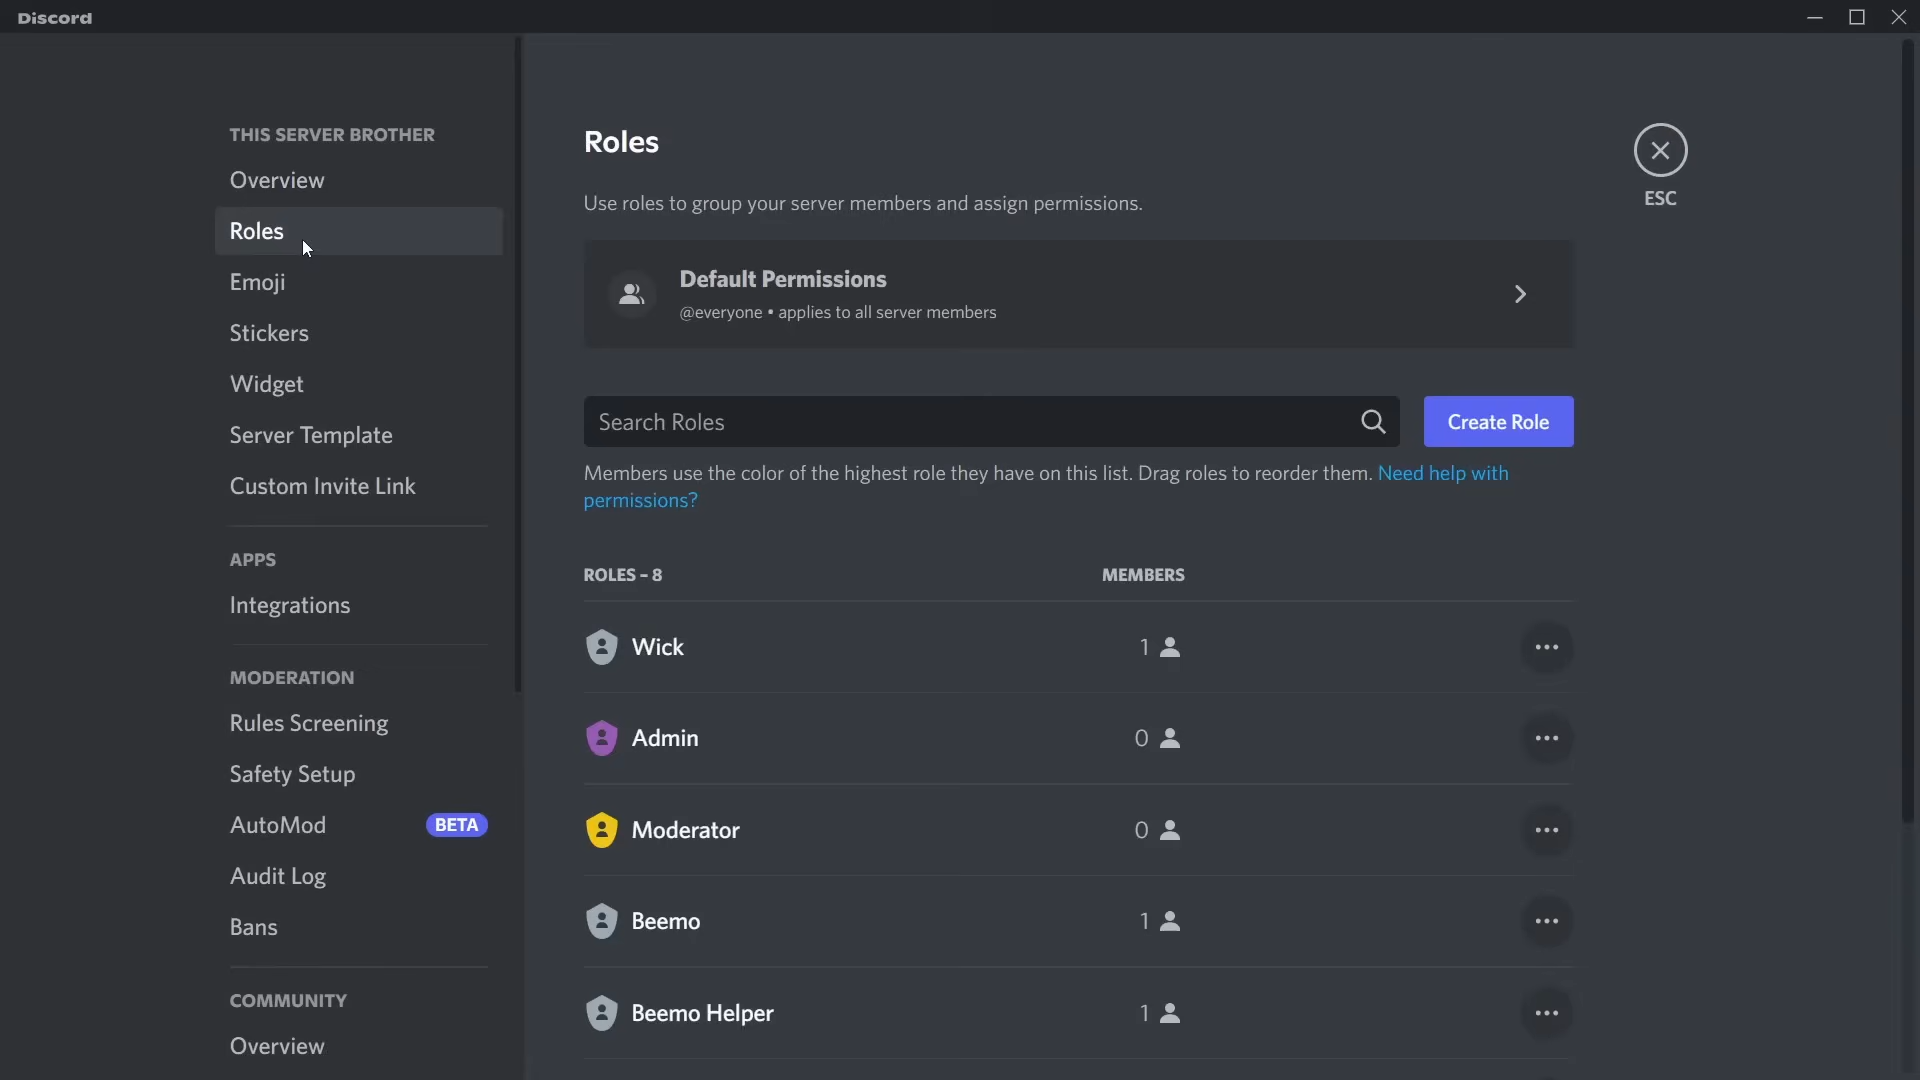 Discord
THIS SERVER BROTHER
Overview
Roles
Emoji
Stickers
Widget
Server Template
Custom Invite Link
APPS
Integrations
MODERATION
Rules Screening
Safety Setup
AutoMod BETA
Audit Log
Bans
COMMUNITY
Overview
Roles
Use roles to group your server members and assign permissions.
Default Permissions
@everyone • applies to all server members
Search Roles
Create Role
Members use the color of the highest role they have on this list. Drag roles to reorder them. Need help with
permissions?
ROLES – 8 MEMBERS
Wick 1
Admin 0
Moderator 0
Beemo 1
Beemo Helper 1
ESC